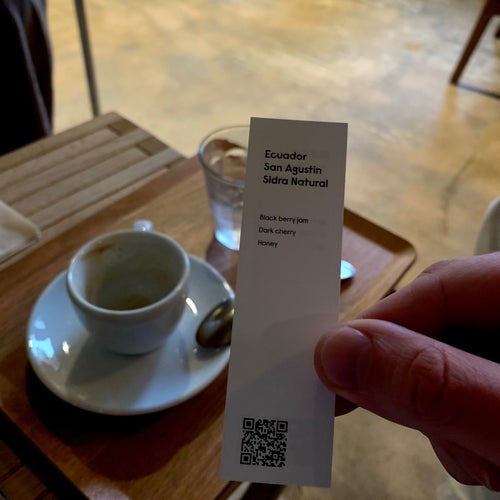 Ecuador
San Agustin
Sidra Natural
Black berry jam
Dark cherry
Honey